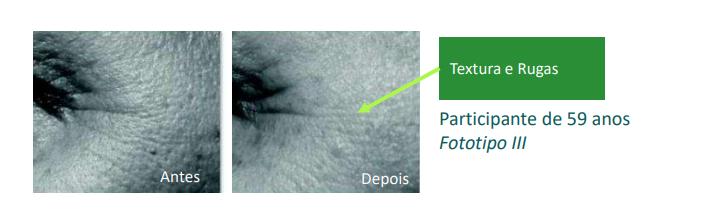 Antes
Depois
Textura e Rugas
Participante de 59 anos
Fototipo III